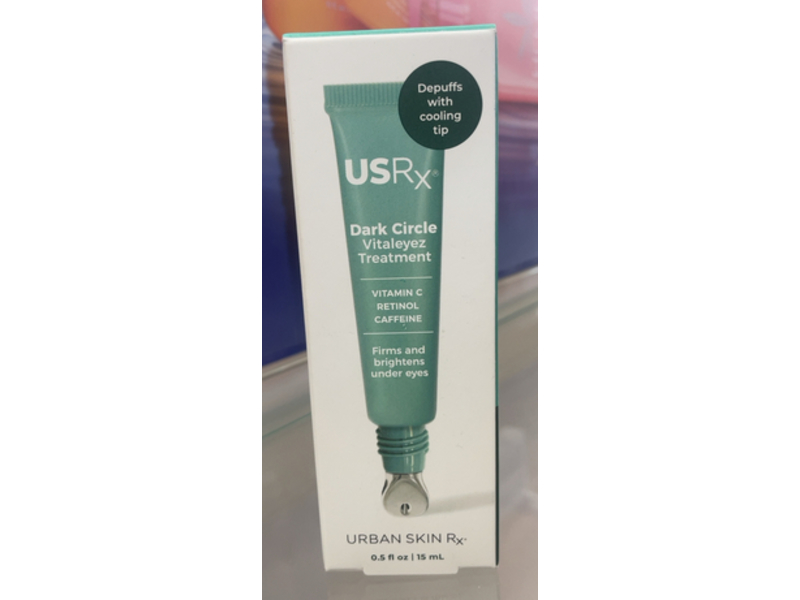 Depuffs
with
cooling
tip
USRx®
Dark Circle
Vitaleyez
Treatment
VITAMIN C
RETINOL
CAFFEINE
Firms and
brightens
under eyes
URBAN SKIN Rx®
0.5 fl oz | 15 mL